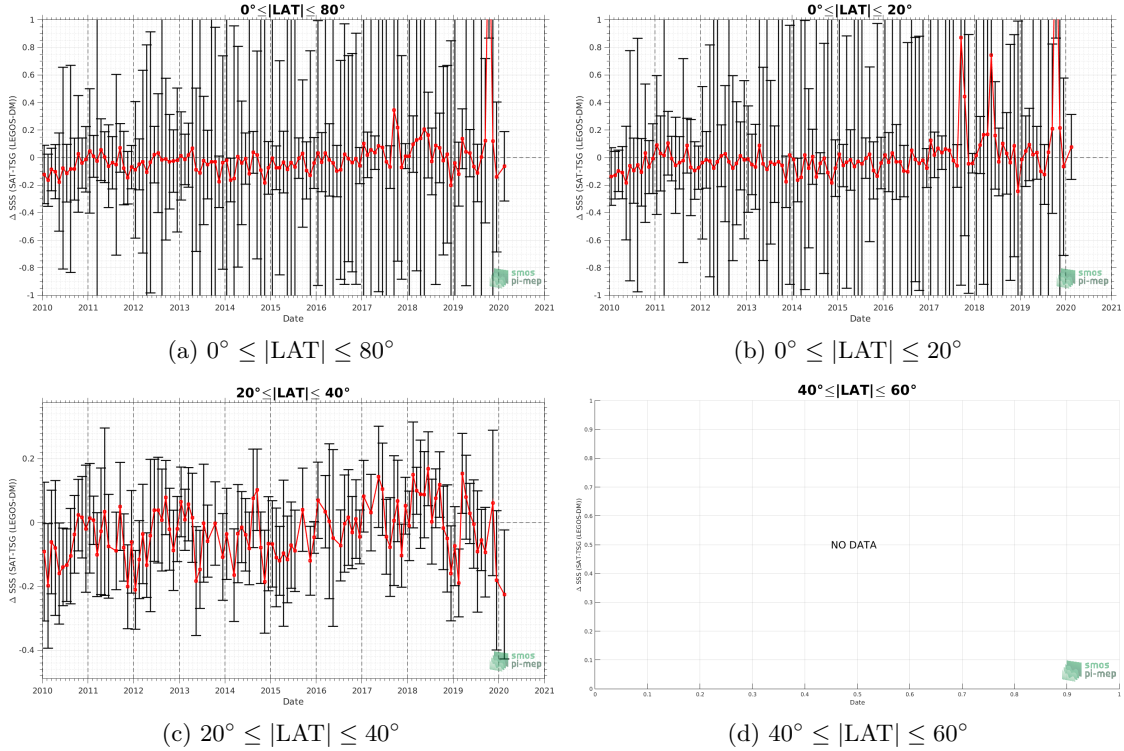 0°≤|LAT|≤ 80°
1
0.8
0.6
0.4
0.2
0
-0.2
-0.4
-0.6
-0.8
-1
Δ SSS (SAT-TSG (LEGOS-DM))
2010 2011 2012 2013 2014 2015 2016 2017 2018 2019 2020 2021
Date
smos
pi-mep
(a) 0° ≤ |LAT| ≤ 80°
0°≤|LAT|≤ 20°
1
0.8
0.6
0.4
0.2
0
-0.2
-0.4
-0.6
-0.8
-1
Δ SSS (SAT-TSG (LEGOS-DM))
2010 2011 2012 2013 2014 2015 2016 2017 2018 2019 2020 2021
Date
smos
pi-mep
(b) 0° ≤ |LAT| ≤ 20°
20°≤|LAT|≤ 40°
0.2
0
-0.2
-0.4
Δ SSS (SAT-TSG (LEGOS-DM))
2010 2011 2012 2013 2014 2015 2016 2017 2018 2019 2020 2021
Date
smos
pi-mep
(c) 20° ≤ |LAT| ≤ 40°
40°≤|LAT|≤ 60°
1
0.9
0.8
0.7
0.6
0.5
0.4
0.3
0.2
0.1
0
Δ SSS (SAT-TSG (LEGOS-DM))
NO DATA
0 0.1 0.2 0.3 0.4 0.5 0.6 0.7 0.8 0.9 1
Date
smos
pi-mep
(d) 40° ≤ |LAT| ≤ 60°